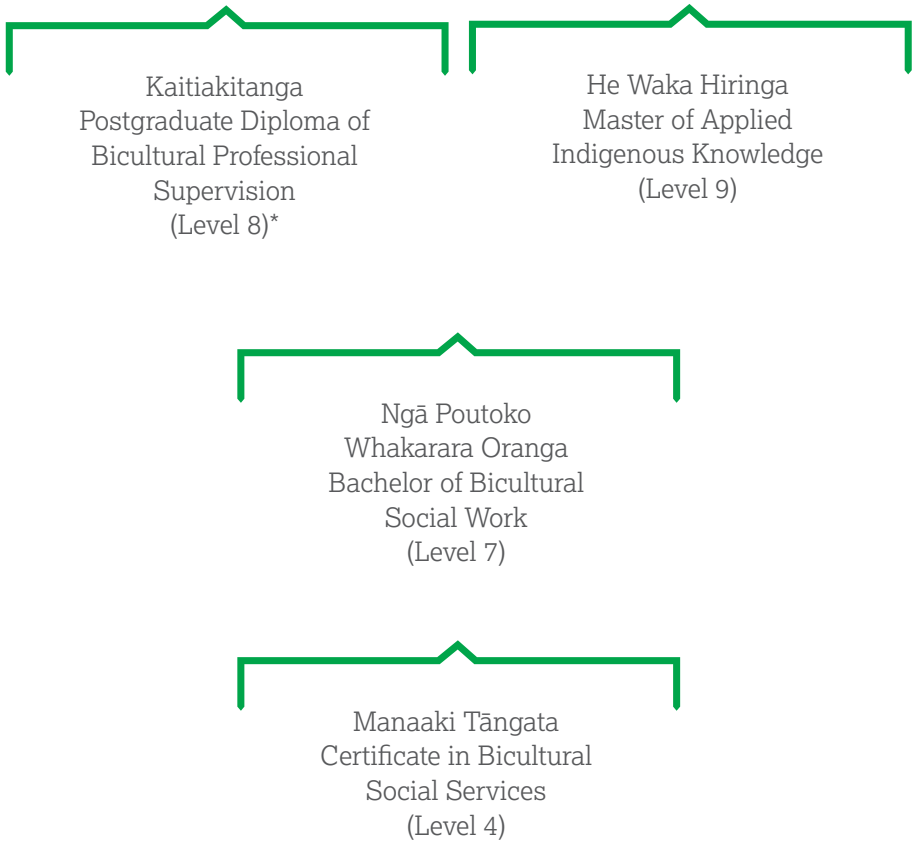 Kaitiakitanga
Postgraduate Diploma of
Bicultural Professional
Supervision
(Level 8)*
He Waka Hiringa
Master of Applied
Indigenous Knowledge
(Level 9)
Ngā Poutoko
Whakarara Oranga
Bachelor of Bicultural
Social Work
(Level 7)
Manaaki Tāngata
Certificate in Bicultural
Social Services
(Level 4)